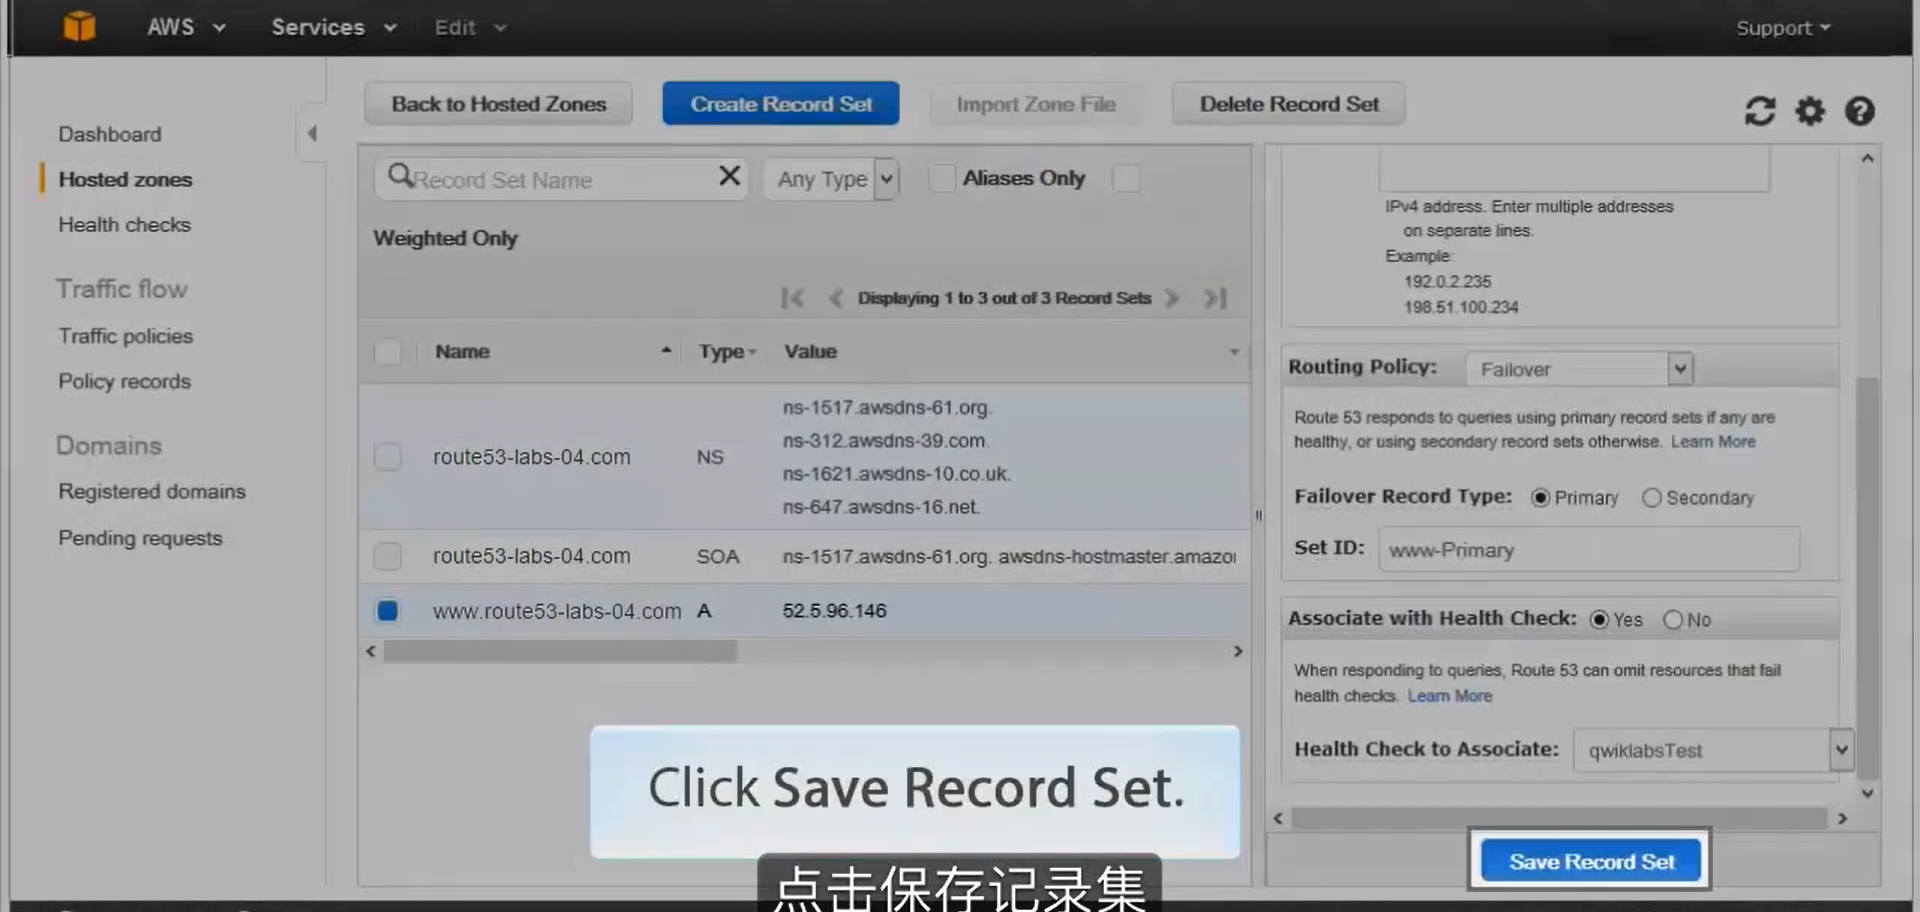 AWS
Services
Edit
Support
Back to Hosted Zones
Create Record Set
Import Zone File
Delete Record Set
Dashboard
Hosted zones
Health checks
Traffic flow
Traffic policies
Policy records
Domains
Registered domains
Pending requests
Record Set Name
Any Type
Aliases Only
Weighted Only
Displaying 1 to 3 out of 3 Record Sets
Name Type Value
route53-labs-04.com NS
ns-1517.awsdns-61.org.
ns-312.awsdns-39.com.
ns-1621.awsdns-10.co.uk.
ns-647.awsdns-16.net.
route53-labs-04.com SOA ns-1517.awsdns-61.org. awsdns-hostmaster.amazo
www.route53-labs-04.com A 52.5.96.146
IPv4 address. Enter multiple addresses
on separate lines.
Example:
192.0.2.235
198.51.100.234
Routing Policy: Failover
Route 53 responds to queries using primary record sets if any are
healthy, or using secondary record sets otherwise. Learn More
Failover Record Type: Primary Secondary
Set ID: www-Primary
Associate with Health Check: Yes No
When responding to queries, Route 53 can omit resources that fail
health checks. Learn More
Health Check to Associate: qwiklabsTest
Save Record Set
Click Save Record Set.
点击保存记录集